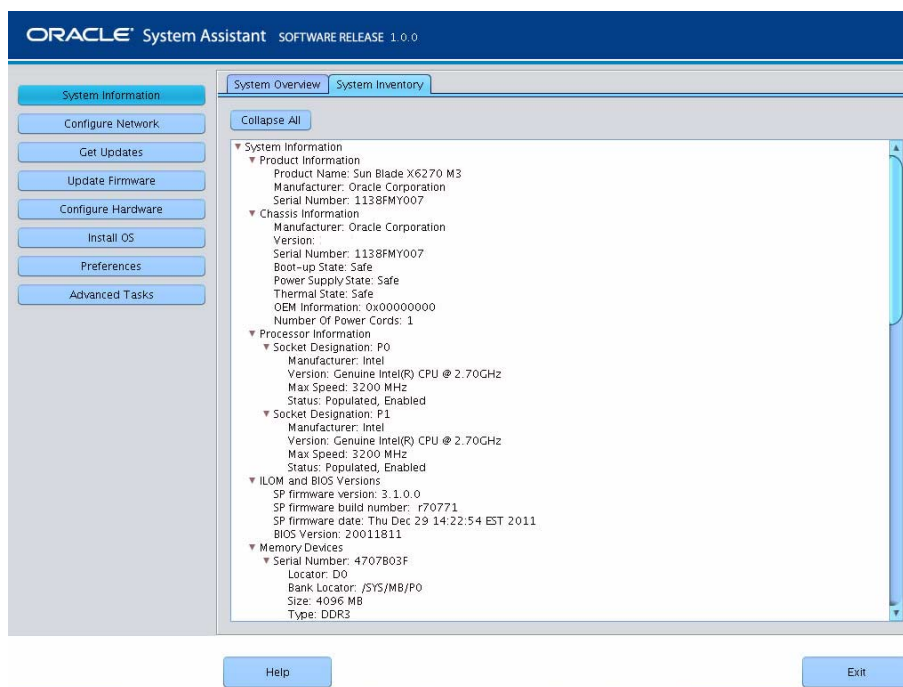 ORACLE System Assistant SOFTWARE RELEASE 1.0.0
System Information
Configure Network
Get Updates
Update Firmware
Configure Hardware
Install OS
Preferences
Advanced Tasks
System Overview System Inventory
Collapse All
System Information
Product Information
Product Name: Sun Blade X6270 M3
Manufacturer: Oracle Corporation
Serial Number: 1138FMY007
Chassis Information
Manufacturer: Oracle Corporation
Version:
Serial Number: 1138FMY007
Boot-up State: Safe
Power Supply State: Safe
Thermal State: Safe
OEM Information: 0x00000000
Number Of Power Cords: 1
Processor Information
Socket Designation: P0
Manufacturer: Intel
Version: Genuine Intel(R) CPU @ 2.70GHz
Max Speed: 3200 MHz
Status: Populated, Enabled
Socket Designation: P1
Manufacturer: Intel
Version: Genuine Intel(R) CPU @ 2.70GHz
Max Speed: 3200 MHz
Status: Populated, Enabled
ILOM and BIOS Versions
SP firmware version: 3.1.0.0
SP firmware build number: r70771
SP firmware date: Thu Dec 29 14:22:54 EST 2011
BIOS Version: 20011811
Memory Devices
Serial Number: 4707B03F
Locator: D0
Bank Locator: /SYS/MB/P0
Size: 4096 MB
Type: DDR3
Help
Exit